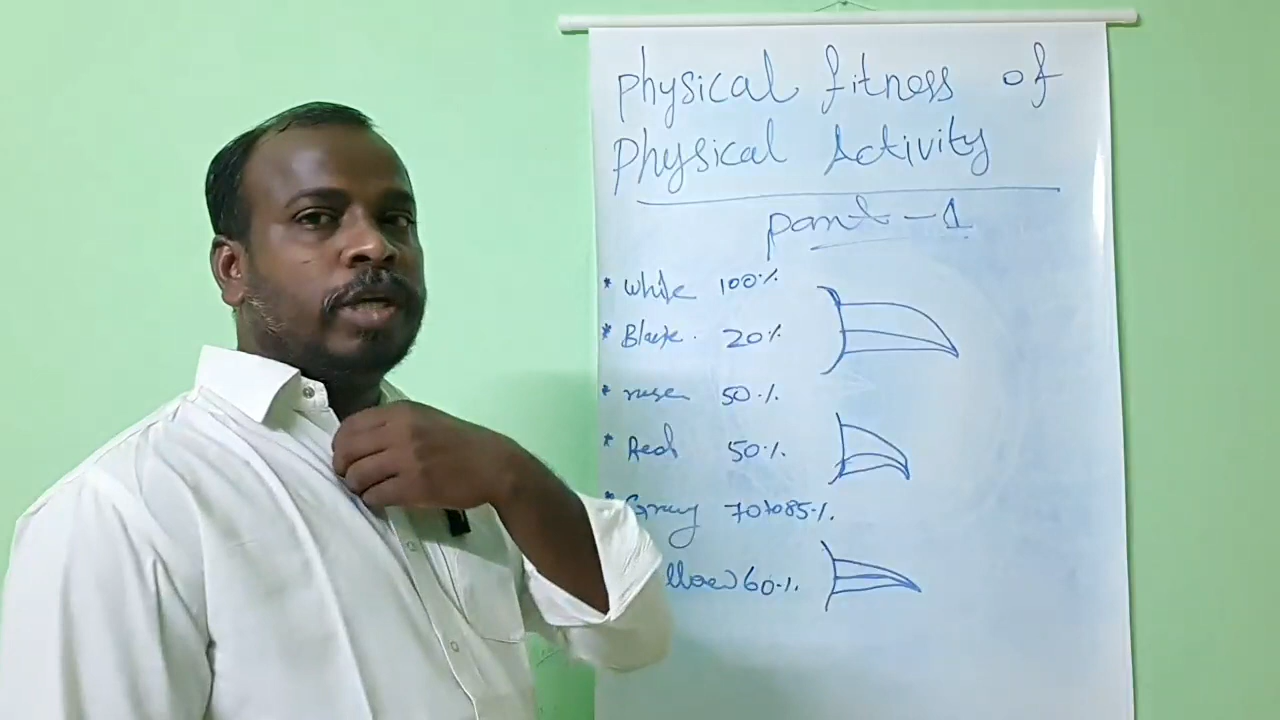 Physical fitness of
Physical Activity
Part-1
* White 100%
* Black. 20%
* rose 50%
* Red 50%
* Gray 70to85%.
llow 60%.